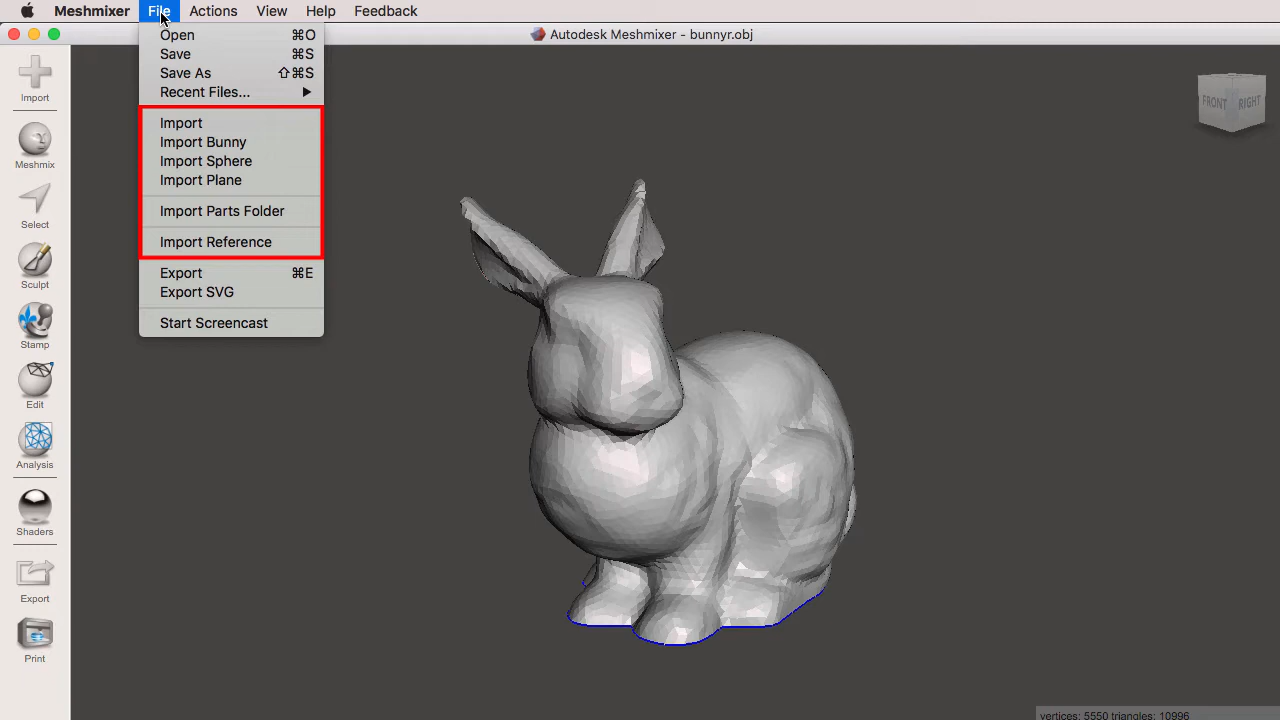 Meshmixer File Actions View Help Feedback
Autodesk Meshmixer - bunnyr.obj
Open ⌘O
Save ⌘S
Save As ⇧⌘S
Recent Files... ▶
Import
Import Bunny
Import Sphere
Import Plane
Import Parts Folder
Import Reference
Export ⌘E
Export SVG
Start Screencast
Import
Meshmix
Select
Sculpt
Stamp
Edit
Analysis
Shaders
Export
Print
FRONT RIGHT
vertices: 5550 triangles: 10996